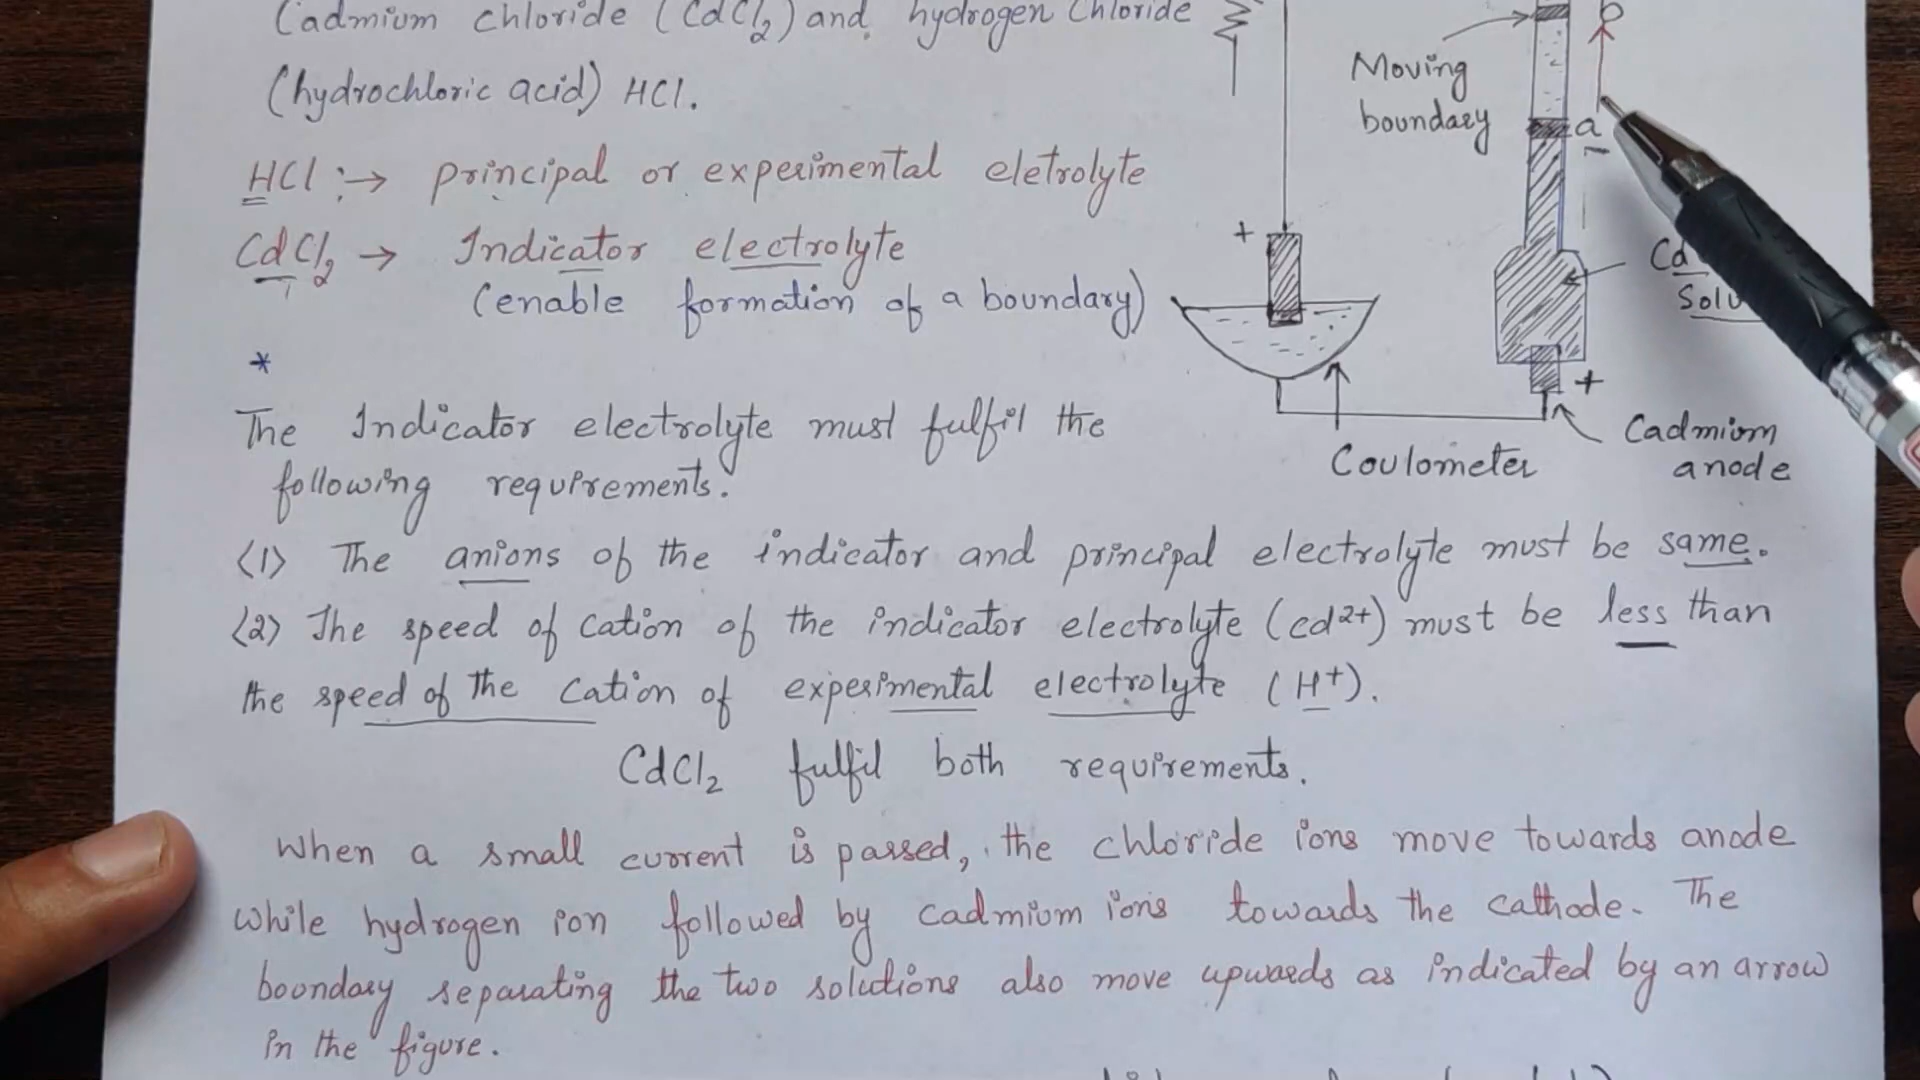 Cadmium chloride (CdCl2) and hydrogen Chloride
(hydrochloric acid) HCl.
HCl :→ principal or experimental eletrolyte
CdCl2 → Indicator electrolyte
(enable formation of a boundary)
*
The Indicator electrolyte must fulfil the
following requirements.
(1) The anions of the indicator and principal electrolyte must be same.
(2) The speed of cation of the indicator electrolyte (cd2+) must be less than
the speed of the cation of experimental electrolyte (H+).
CdCl2 fulfil both requirements.
When a small current is passed, the chloride ions move towards anode
while hydrogen ion followed by cadmium ions towards the cathode. The
boundary separating the two solutions also move upwards as indicated by an arrow
in the figure.
b
Moving
boundary
a
+
Cd
Solu
+
Cadmium
anode
Coulometer